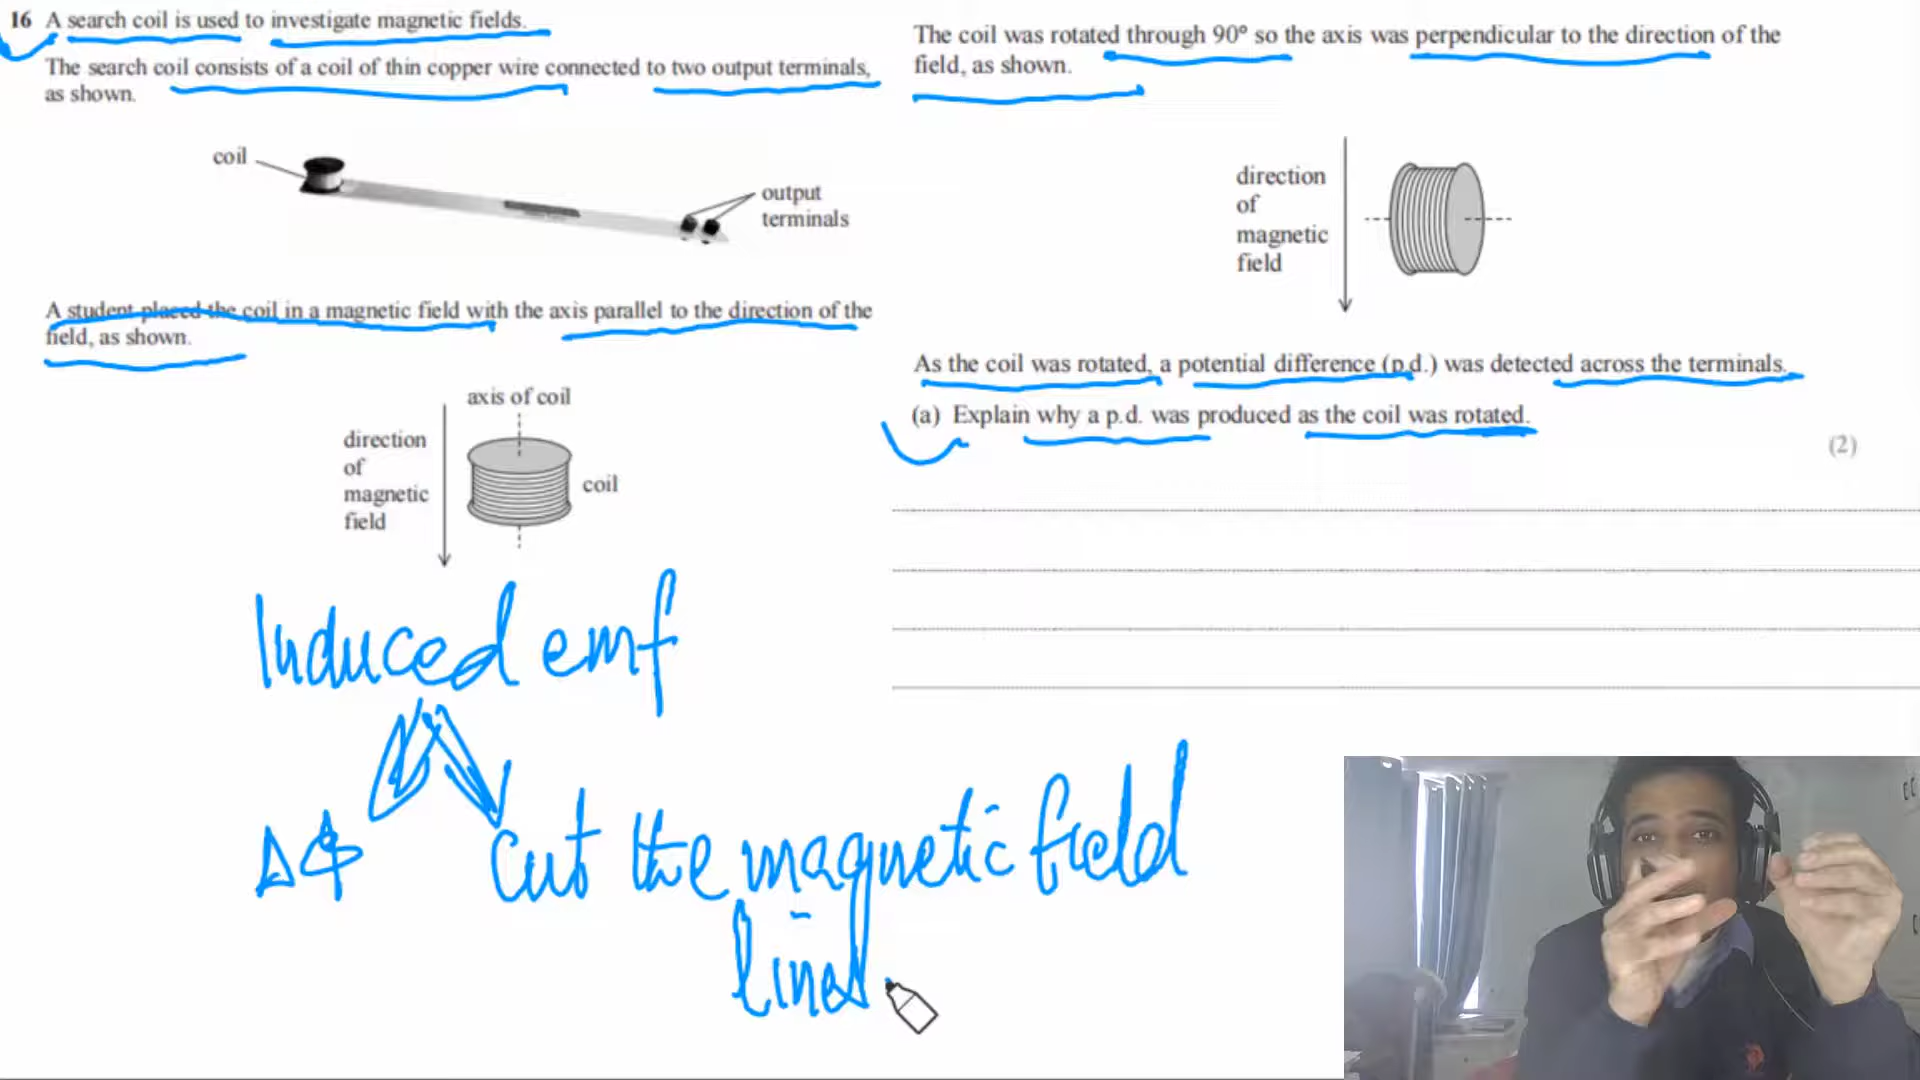 16 A search coil is used to investigate magnetic fields.
The search coil consists of a coil of thin copper wire connected to two output terminals,
as shown.
coil
output
terminals
A student placed the coil in a magnetic field with the axis parallel to the direction of the
field, as shown.
axis of coil
direction
of
magnetic
field
coil
Induced emf
Δϕ
Cut the magnetic field
lines
The coil was rotated through 90° so the axis was perpendicular to the direction of the
field, as shown.
direction
of
magnetic
field
As the coil was rotated, a potential difference (p.d.) was detected across the terminals.
(a) Explain why a p.d. was produced as the coil was rotated.
(2)